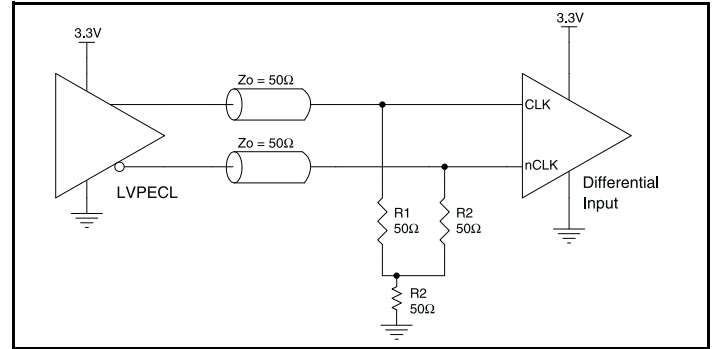 3.3V
3.3V
Zo = 50Ω
CLK
Zo = 50Ω
nCLK
LVPECL
Differential
Input
R1
50Ω
R2
50Ω
R2
50Ω